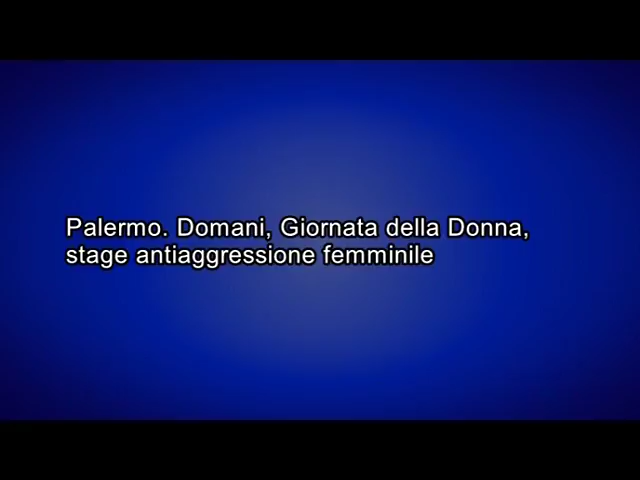 Palermo. Domani, Giornata della Donna,
stage antiaggressione femminile